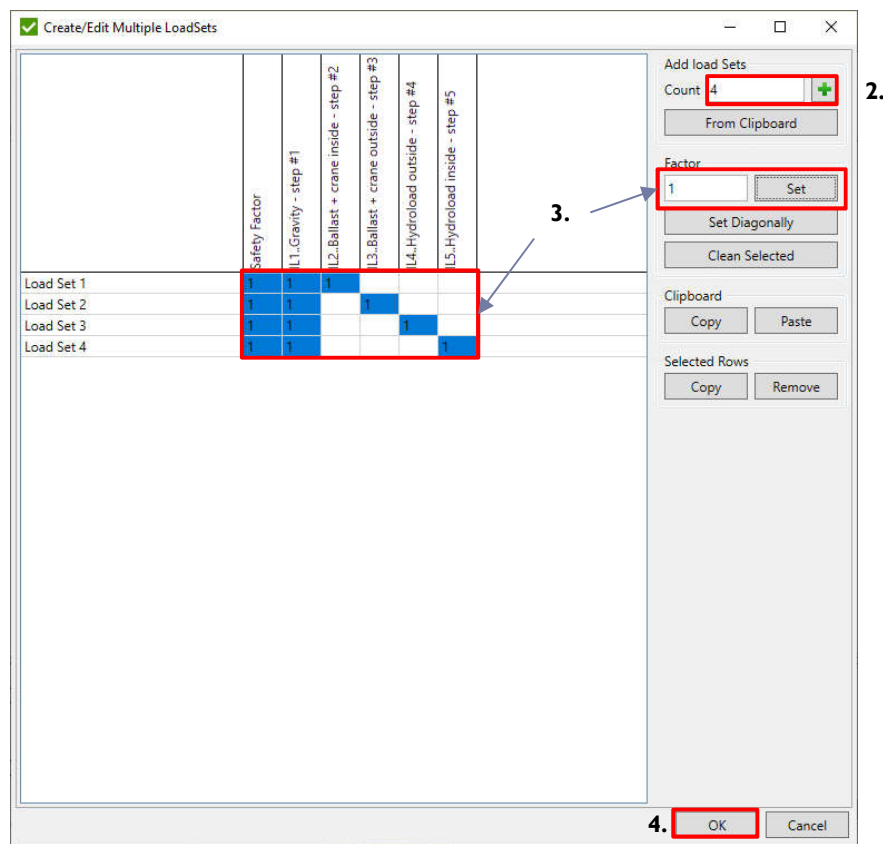 Create/Edit Multiple LoadSets
Safety Factor
IL1..Gravity - step #1
IL2..Ballast + crane inside - step #2
IL3..Ballast + crane outside - step #3
IL4..Hydroload outside - step #4
IL5..Hydroload inside - step #5
Load Set 1 1 1 1
Load Set 2 1 1 1
Load Set 3 1 1 1
Load Set 4 1 1 1
3.
Add load Sets
Count 4
2.
From Clipboard
Factor
1 Set
Set Diagonally
Clean Selected
Clipboard
Copy Paste
Selected Rows
Copy Remove
4. OK Cancel